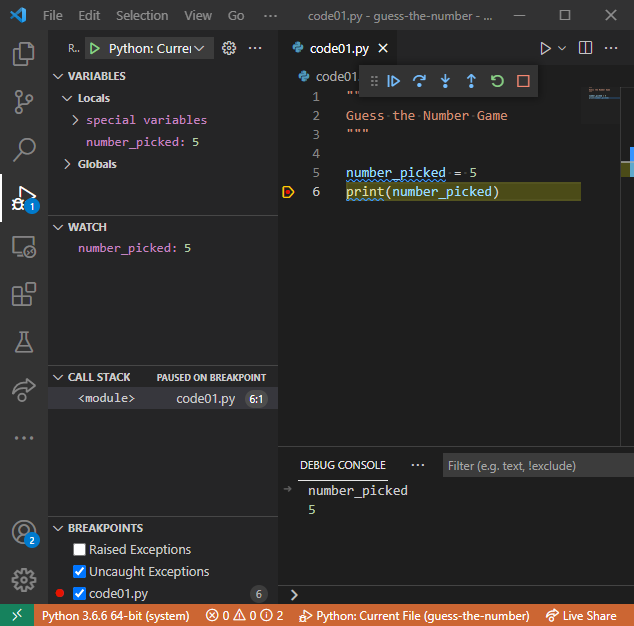 File Edit Selection View Go ··· code01.py - guess-the-number - ...
R.. Python: Currer ···
VARIABLES
Locals
special variables
number_picked: 5
Globals
WATCH
number_picked: 5
CALL STACK PAUSED ON BREAKPOINT
<module> code01.py 6:1
BREAKPOINTS
Raised Exceptions
Uncaught Exceptions
code01.py 6
code01.py ···
code01
1 ""
2 Guess·the·Number·Game
3 """
4
5 number_picked·=·5
6 print(number_picked)
DEBUG CONSOLE ··· Filter (e.g. text, !exclude)
number_picked
5
1
2
Python 3.6.6 64-bit (system) 0 0 2 Python: Current File (guess-the-number) Live Share